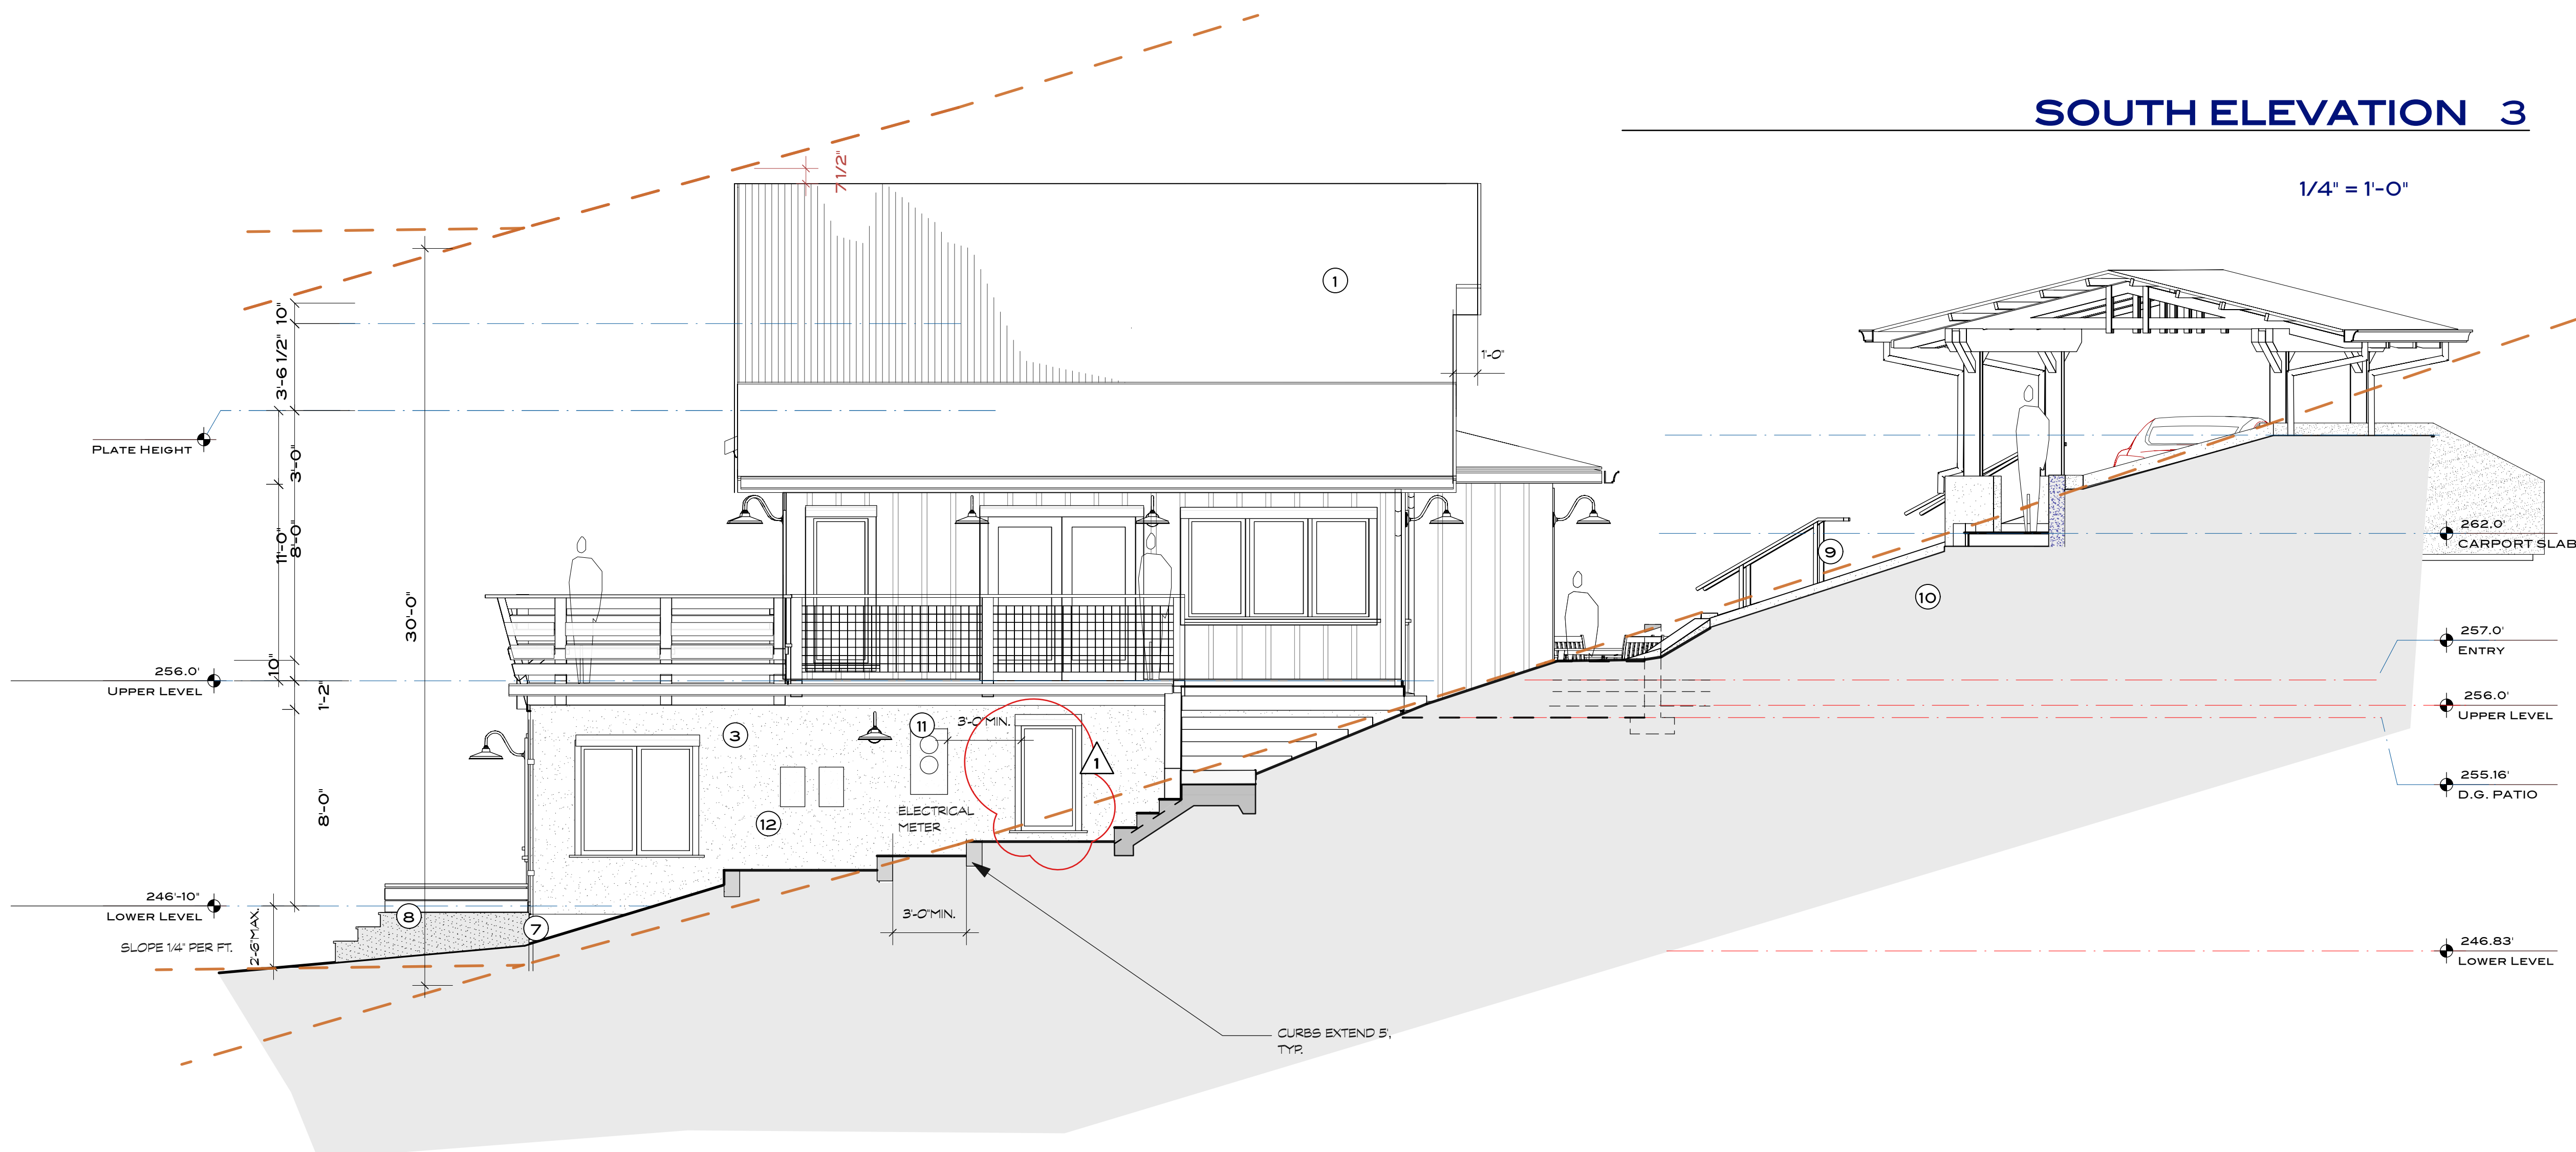 SOUTH ELEVATION 3
1/4" = 1'-0"
7 1/2"
1
10"
3'-6 1/2"
1'-0"
PLATE HEIGHT
3'-0"
11'-0"
8'-0"
30'-0"
262.0'
CARPORT SLAB
9
10
257.0'
ENTRY
256.0'
UPPER LEVEL
10"
1'-2"
256.0'
UPPER LEVEL
3
11
3'-0"MIN.
1
255.16'
D.G. PATIO
8'-0"
ELECTRICAL
METER
12
246'-10"
LOWER LEVEL
8
7
3'-0"MIN.
SLOPE 1/4" PER FT.
2'-6"MAX.
246.83'
LOWER LEVEL
CURBS EXTEND 5',
TYP.